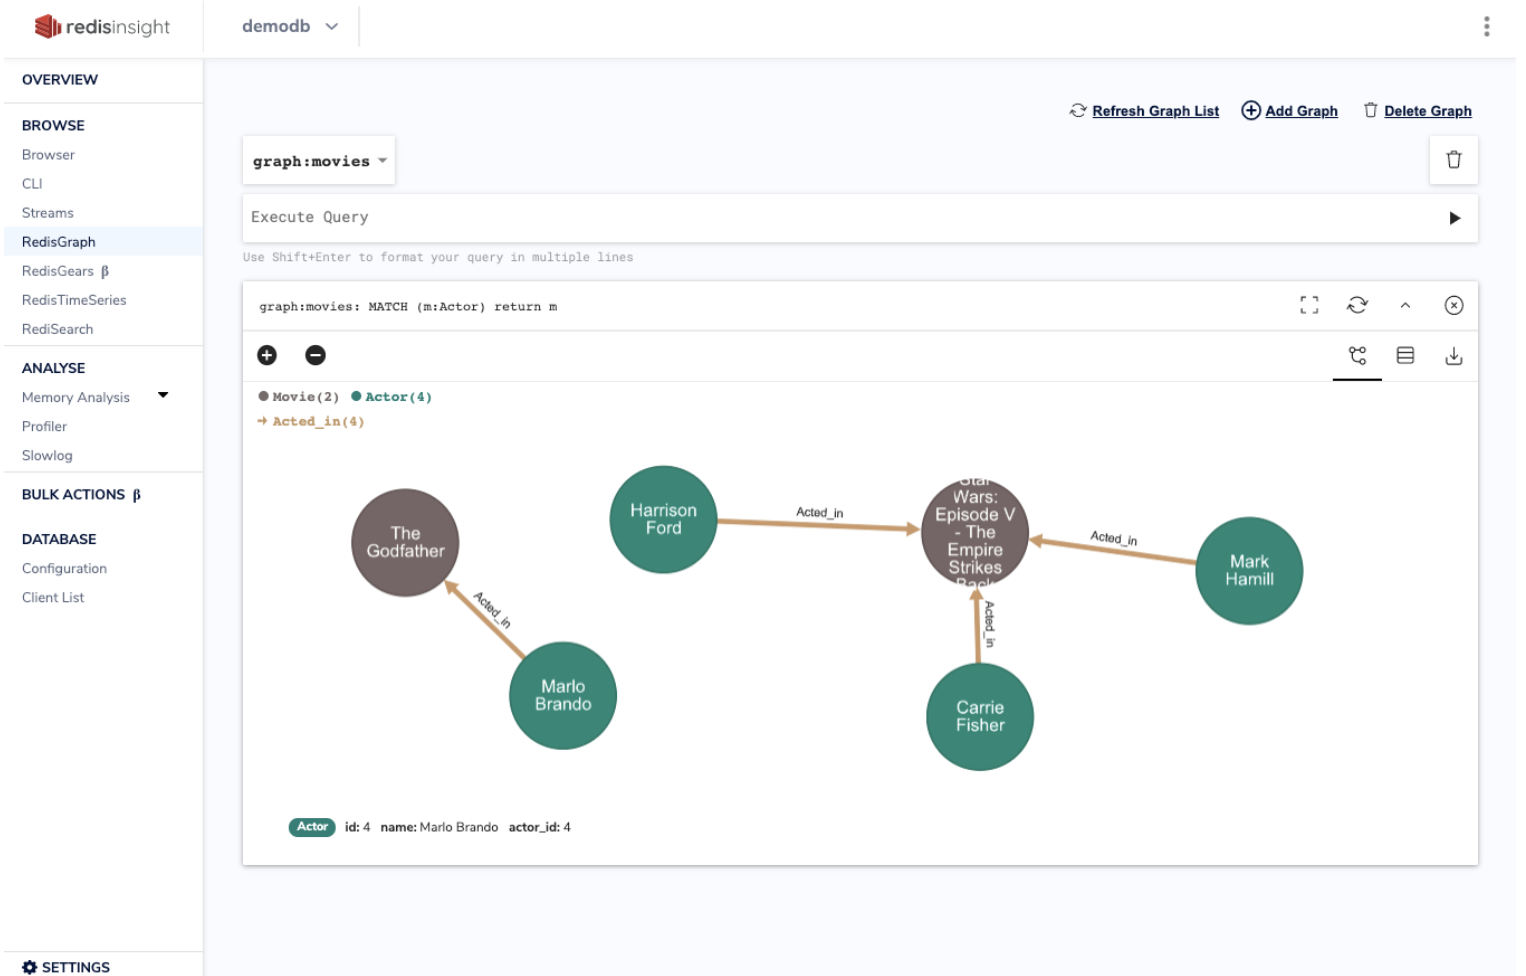 redisinsight
demodb
OVERVIEW
BROWSE
Browser
CLI
Streams
RedisGraph
RedisGears β
RedisTimeSeries
RediSearch
ANALYSE
Memory Analysis
Profiler
Slowlog
BULK ACTIONS β
DATABASE
Configuration
Client List
SETTINGS
Refresh Graph List Add Graph Delete Graph
graph:movies
Execute Query
Use Shift+Enter to format your query in multiple lines
graph:movies: MATCH (m:Actor) return m
Movie(2) Actor(4)
Acted_in(4)
The
Godfather
Acted_in
Marlo
Brando
Harrison
Ford
Acted_in
Star
Wars:
Episode V
- The
Empire
Strikes
Back
Acted_in
Mark
Hamill
Acted_in
Carrie
Fisher
Actor id: 4 name: Marlo Brando actor_id: 4